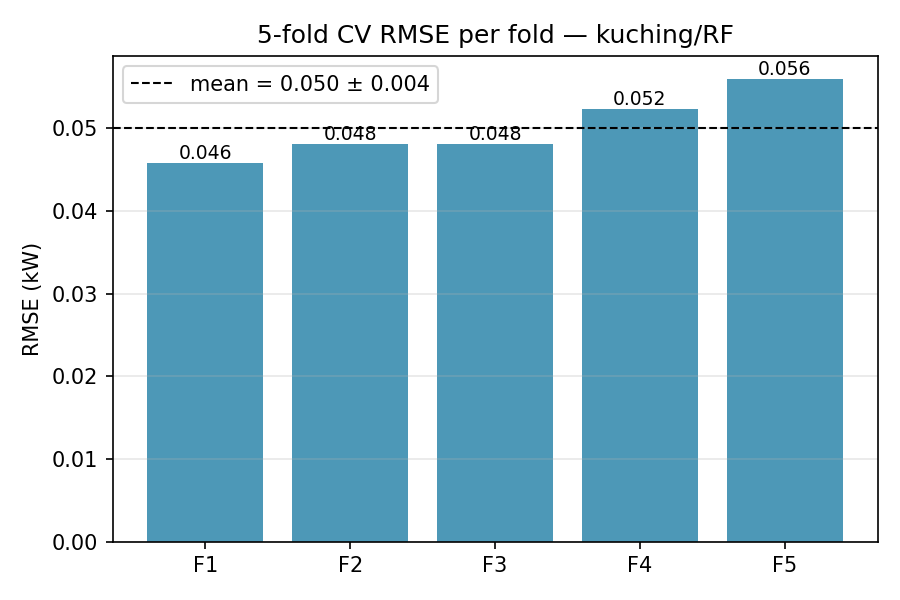 5-fold CV RMSE per fold — kuching/RF
mean = 0.050 ± 0.004
RMSE (kW)
0.05
0.04
0.03
0.02
0.01
0.00
0.046
0.048
0.048
0.052
0.056
F1
F2
F3
F4
F5